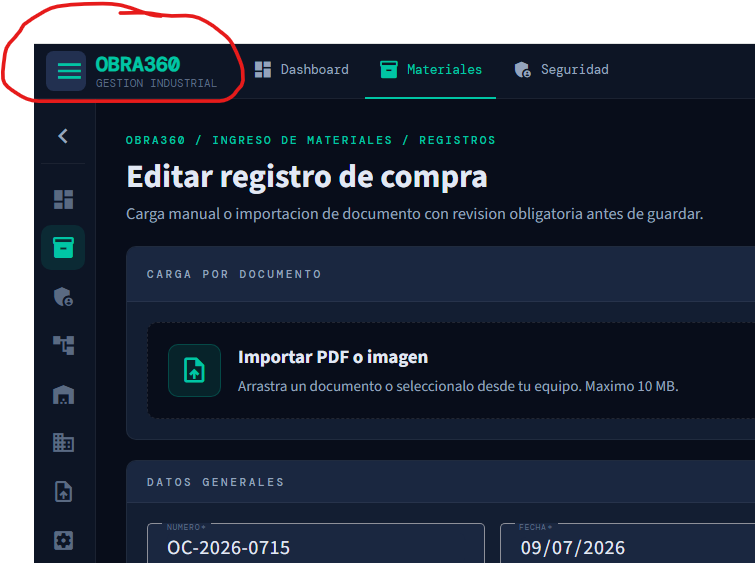 OBRA360
GESTION INDUSTRIAL
Dashboard
Materiales
Seguridad
OBRA360 / INGRESO DE MATERIALES / REGISTROS
Editar registro de compra
Carga manual o importacion de documento con revision obligatoria antes de guardar.
CARGA POR DOCUMENTO
Importar PDF o imagen
Arrastra un documento o seleccionalo desde tu equipo. Maximo 10 MB.
DATOS GENERALES
NUMERO*
OC-2026-0715
FECHA*
09/07/2026